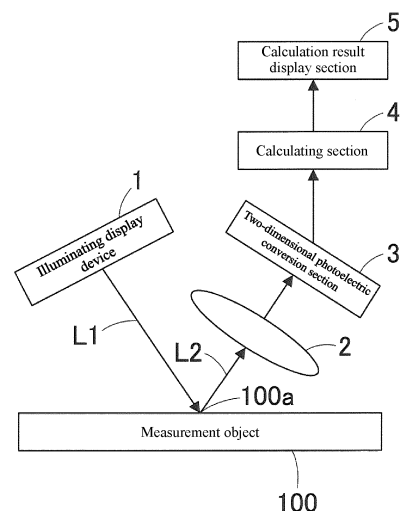 5
Calculation result
display section
4
Calculating section
1
Illuminating display
device
Two-dimensional photoelectric
conversion section
3
L1
L2
2
100a
Measurement object
100